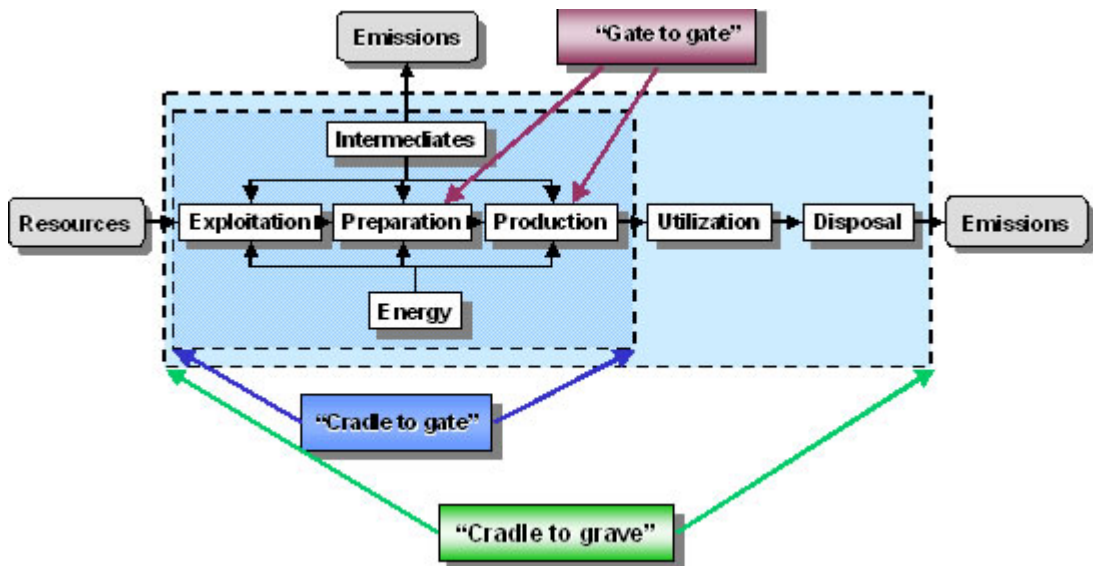 Emissions
“Gate to gate”
Intermediates
Resources
Exploitation
Preparation
Production
Utilization
Disposal
Emissions
Energy
“Cradle to gate”
“Cradle to grave”